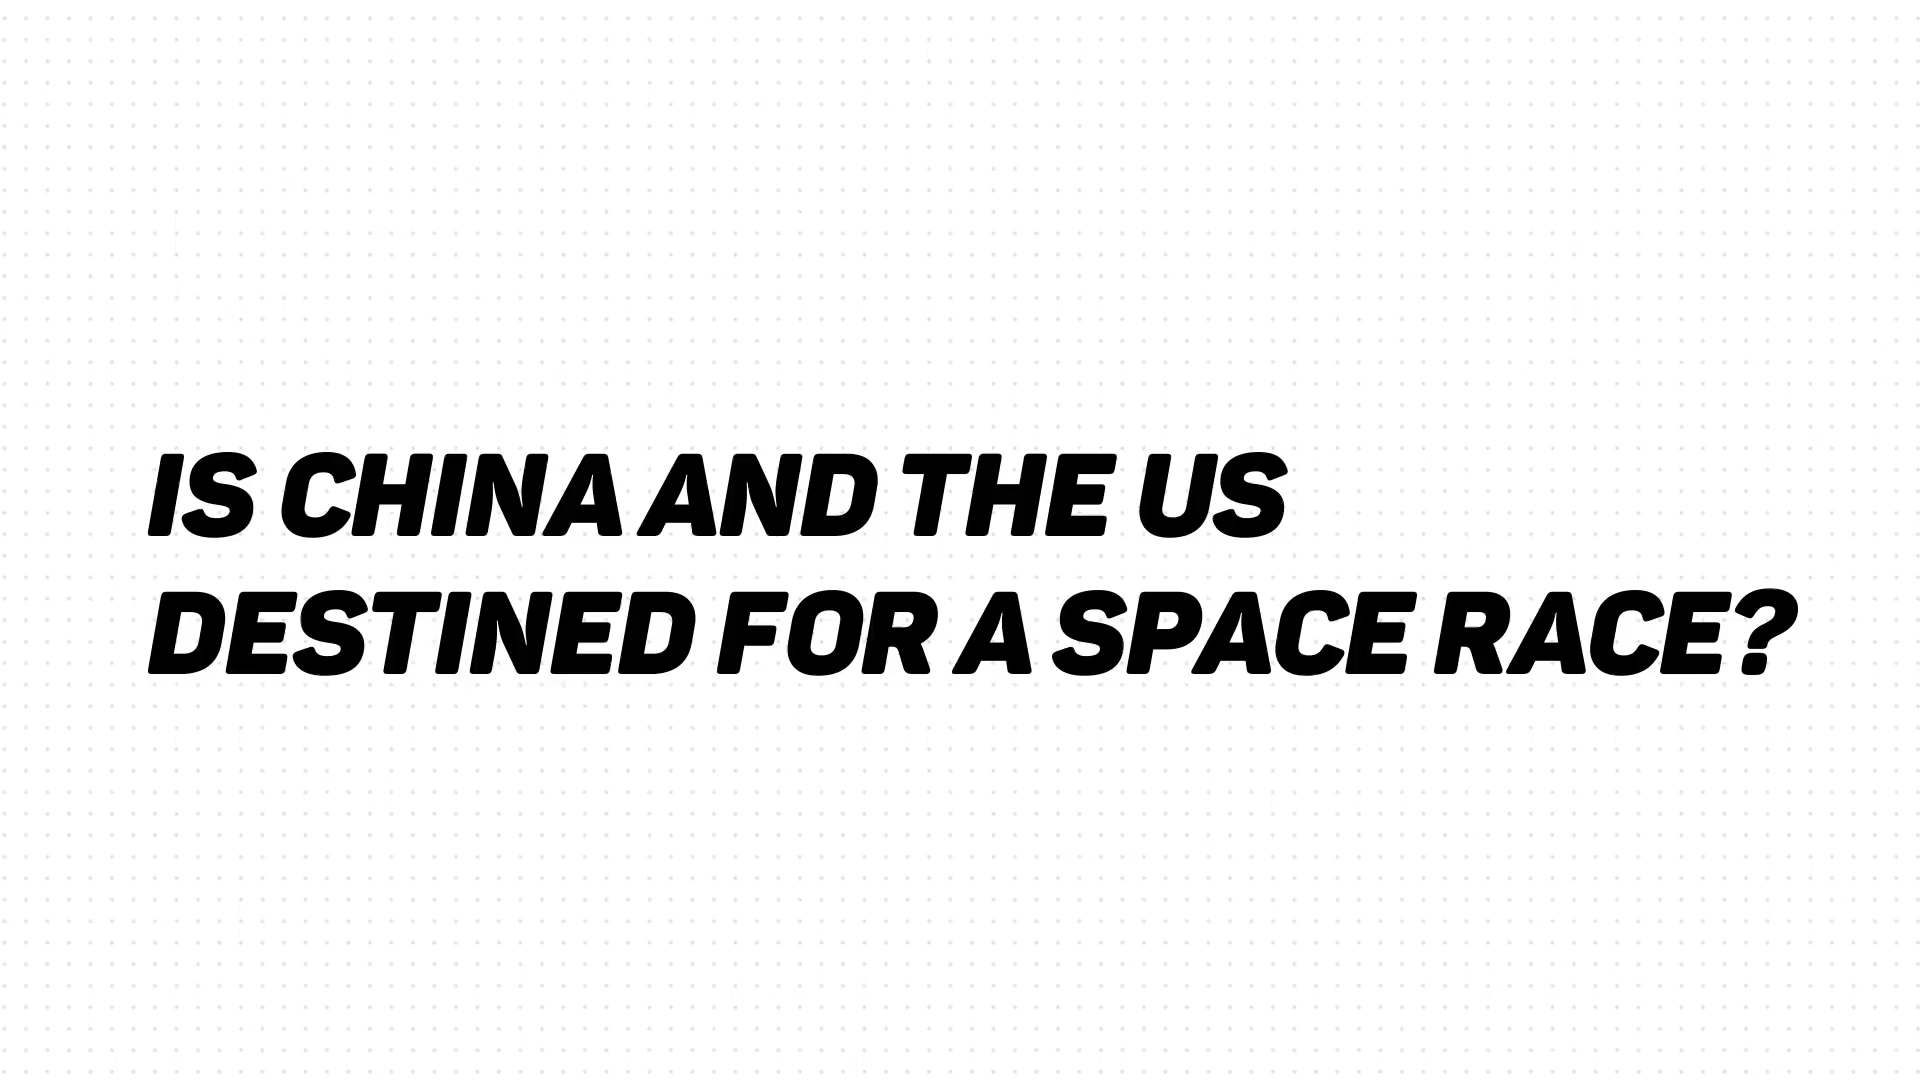 IS CHINA AND THE US
DESTINED FOR A SPACE RACE?